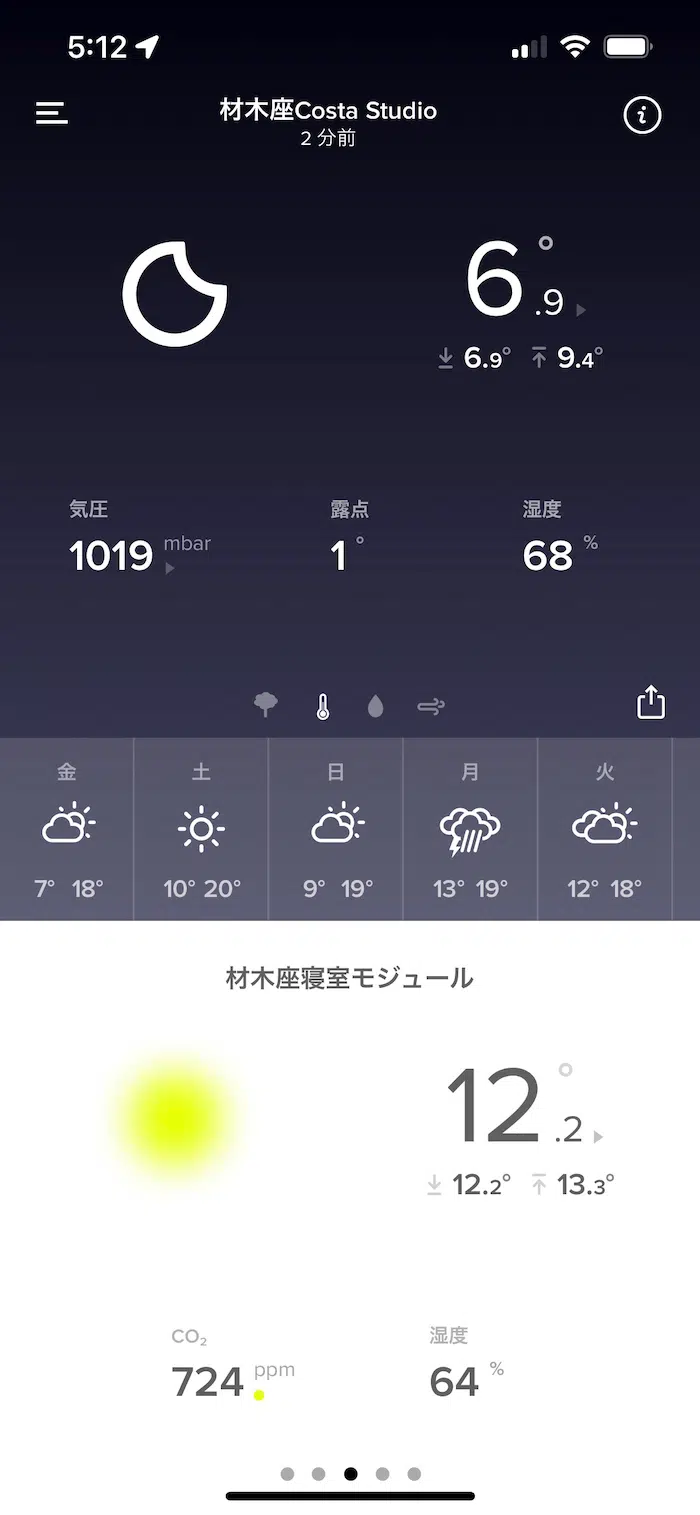 5:12
材木座Costa Studio
2 分前
6.9°
6.9° 9.4°
気圧 露点 湿度
1019 mbar 1° 68 %
金 土 日 月 火
7° 18° 10° 20° 9° 19° 13° 19° 12° 18°
材木座寝室モジュール
12.2°
12.2° 13.3°
CO₂ 湿度
724 ppm 64 %